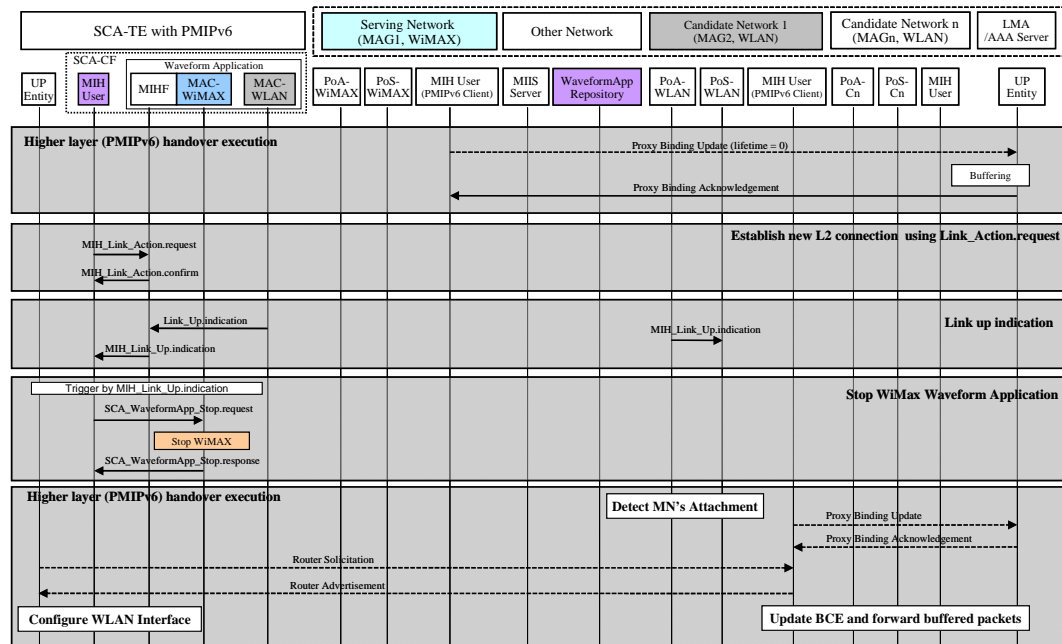 SCA-TE with PMIPv6
Serving Network
(MAG1, WiMAX)
Other Network
Candidate Network 1
(MAG2, WLAN)
Candidate Network n
(MAGn, WLAN)
LMA
/AAA Server
SCA-CF
Waveform Application
UP
Entity
MIH
User
MIHF
MAC-
WiMAX
MAC-
WLAN
PoA-
WiMAX
PoS-
WiMAX
MIH User
(PMIPv6 Client)
MIIS
Server
WaveformApp
Repository
PoA-
WLAN
PoS-
WLAN
MIH User
(PMIPv6 Client)
PoA-
Cn
PoS-
Cn
MIH
User
UP
Entity
Higher layer (PMIPv6) handover execution
Proxy Binding Update (lifetime = 0)
Buffering
Proxy Binding Acknowledgement
Establish new L2 connection using Link_Action.request
MIH_Link_Action.request
MIH_Link_Action.confirm
Link_Up.indication
MIH_Link_Up.indication
Link up indication
MIH_Link_Up.indication
Trigger by MIH_Link_Up.indication
Stop WiMax Waveform Application
SCA_WaveformApp_Stop.request
Stop WiMAX
SCA_WaveformApp_Stop.response
Higher layer (PMIPv6) handover execution
Detect MN's Attachment
Proxy Binding Update
Proxy Binding Acknowledgement
Router Solicitation
Router Advertisement
Configure WLAN Interface
Update BCE and forward buffered packets